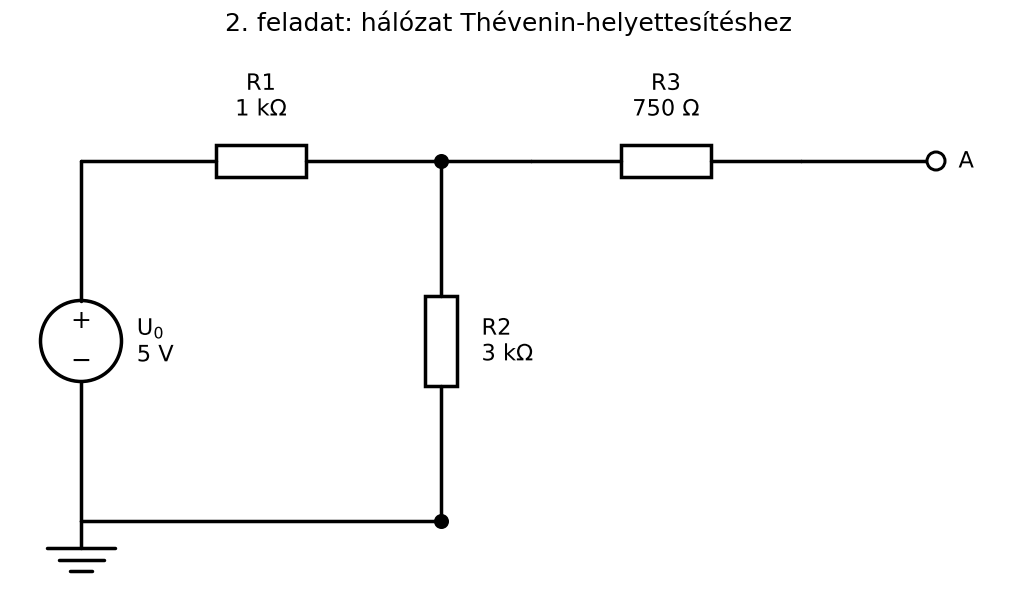 2. feladat: hálózat Thévenin-helyettesítéshez
R1
1 kΩ
R3
750 Ω
A
+
−
U₀
5 V
R2
3 kΩ